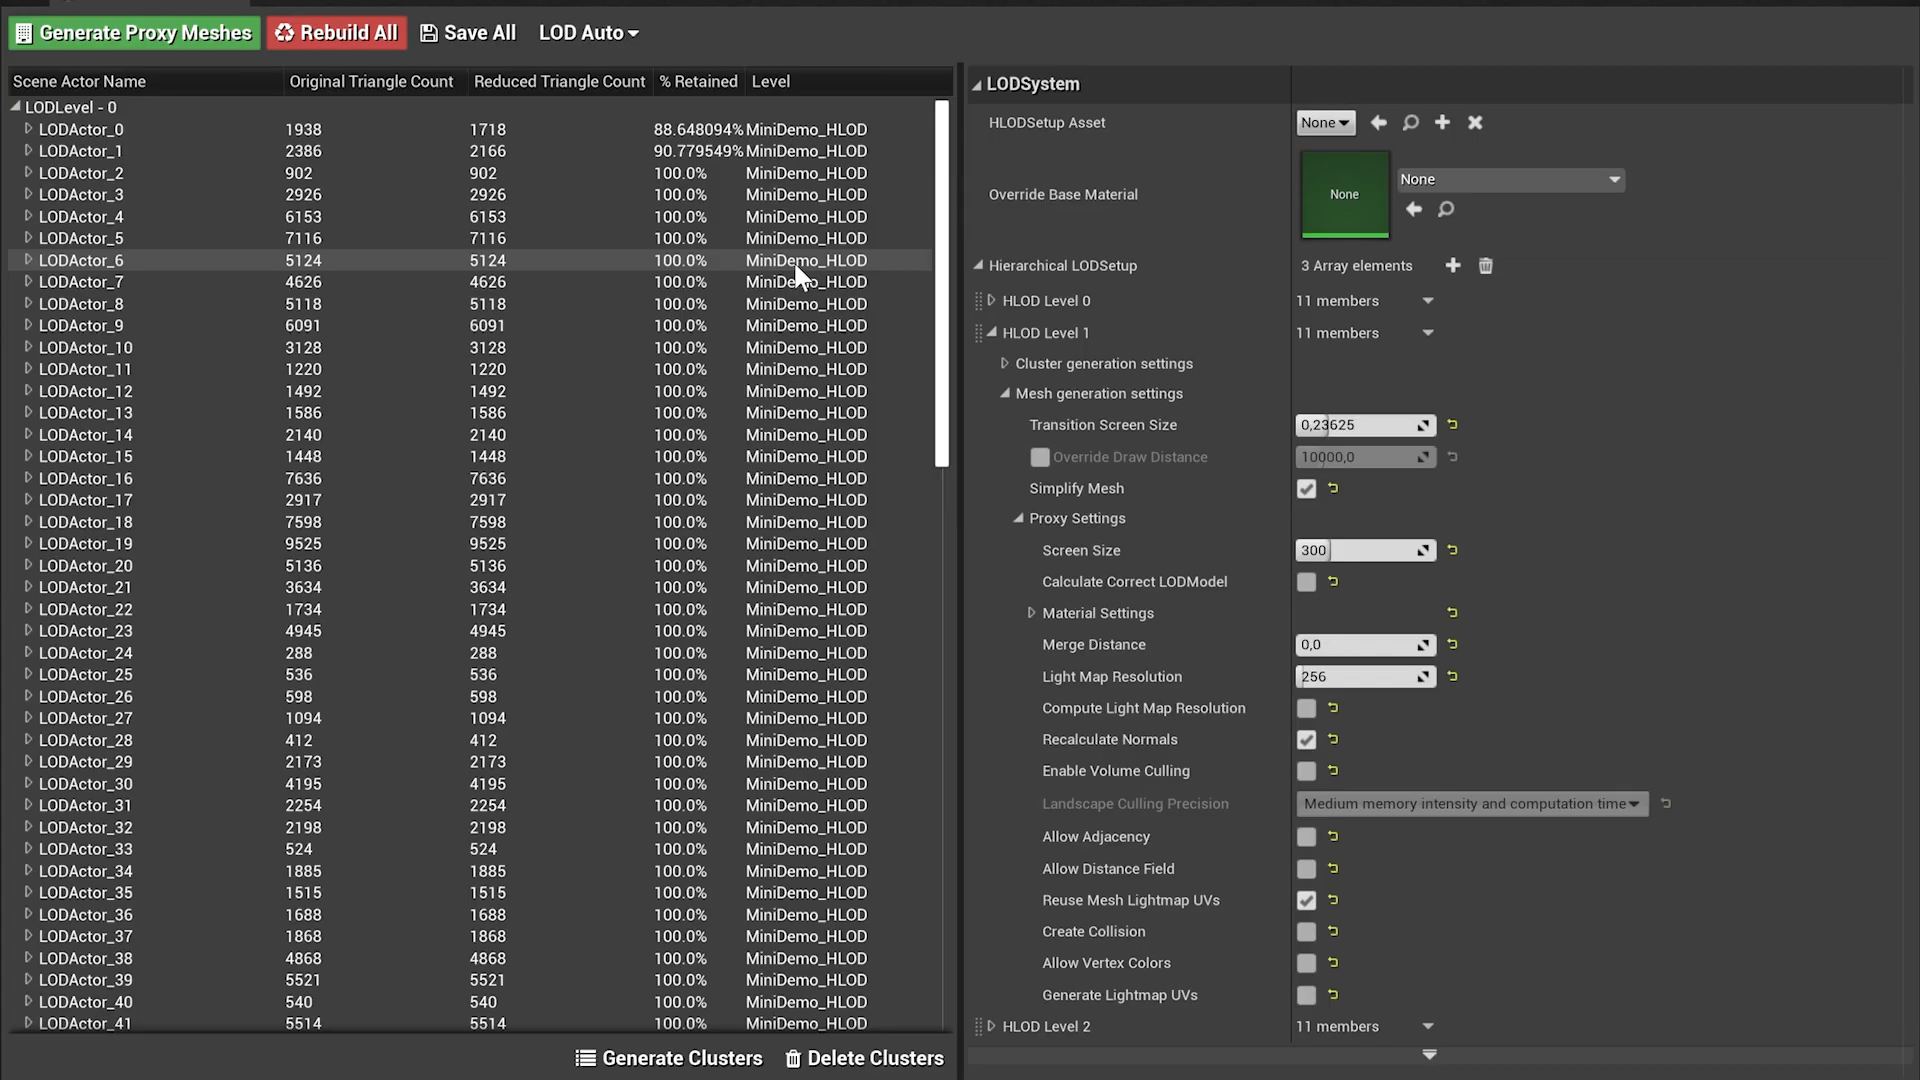 Generate Proxy Meshes Rebuild All Save All LOD Auto
Scene Actor Name Original Triangle Count Reduced Triangle Count % Retained Level
LODLevel - 0
LODActor_0 1938 1718 88.648094% MiniDemo_HLOD
LODActor_1 2386 2166 90.779549% MiniDemo_HLOD
LODActor_2 902 902 100.0% MiniDemo_HLOD
LODActor_3 2926 2926 100.0% MiniDemo_HLOD
LODActor_4 6153 6153 100.0% MiniDemo_HLOD
LODActor_5 7116 7116 100.0% MiniDemo_HLOD
LODActor_6 5124 5124 100.0% MiniDemo_HLOD
LODActor_7 4626 4626 100.0% MiniDemo_HLOD
LODActor_8 5118 5118 100.0% MiniDemo_HLOD
LODActor_9 6091 6091 100.0% MiniDemo_HLOD
LODActor_10 3128 3128 100.0% MiniDemo_HLOD
LODActor_11 1220 1220 100.0% MiniDemo_HLOD
LODActor_12 1492 1492 100.0% MiniDemo_HLOD
LODActor_13 1586 1586 100.0% MiniDemo_HLOD
LODActor_14 2140 2140 100.0% MiniDemo_HLOD
LODActor_15 1448 1448 100.0% MiniDemo_HLOD
LODActor_16 7636 7636 100.0% MiniDemo_HLOD
LODActor_17 2917 2917 100.0% MiniDemo_HLOD
LODActor_18 7598 7598 100.0% MiniDemo_HLOD
LODActor_19 9525 9525 100.0% MiniDemo_HLOD
LODActor_20 5136 5136 100.0% MiniDemo_HLOD
LODActor_21 3634 3634 100.0% MiniDemo_HLOD
LODActor_22 1734 1734 100.0% MiniDemo_HLOD
LODActor_23 4945 4945 100.0% MiniDemo_HLOD
LODActor_24 288 288 100.0% MiniDemo_HLOD
LODActor_25 536 536 100.0% MiniDemo_HLOD
LODActor_26 598 598 100.0% MiniDemo_HLOD
LODActor_27 1094 1094 100.0% MiniDemo_HLOD
LODActor_28 412 412 100.0% MiniDemo_HLOD
LODActor_29 2173 2173 100.0% MiniDemo_HLOD
LODActor_30 4195 4195 100.0% MiniDemo_HLOD
LODActor_31 2254 2254 100.0% MiniDemo_HLOD
LODActor_32 2198 2198 100.0% MiniDemo_HLOD
LODActor_33 524 524 100.0% MiniDemo_HLOD
LODActor_34 1885 1885 100.0% MiniDemo_HLOD
LODActor_35 1515 1515 100.0% MiniDemo_HLOD
LODActor_36 1688 1688 100.0% MiniDemo_HLOD
LODActor_37 1868 1868 100.0% MiniDemo_HLOD
LODActor_38 4868 4868 100.0% MiniDemo_HLOD
LODActor_39 5521 5521 100.0% MiniDemo_HLOD
LODActor_40 540 540 100.0% MiniDemo_HLOD
LODActor_41 5514 5514 100.0% MiniDemo_HLOD
Generate Clusters Delete Clusters
LODSystem
HLODSetup Asset None
Override Base Material None None
Hierarchical LODSetup 3 Array elements
HLOD Level 0 11 members
HLOD Level 1 11 members
Cluster generation settings
Mesh generation settings
Transition Screen Size 0,23625
Override Draw Distance 10000,0
Simplify Mesh
Proxy Settings
Screen Size 300
Calculate Correct LODModel
Material Settings
Merge Distance 0,0
Light Map Resolution 256
Compute Light Map Resolution
Recalculate Normals
Enable Volume Culling
Landscape Culling Precision Medium memory intensity and computation time
Allow Adjacency
Allow Distance Field
Reuse Mesh Lightmap UVs
Create Collision
Allow Vertex Colors
Generate Lightmap UVs
HLOD Level 2 11 members